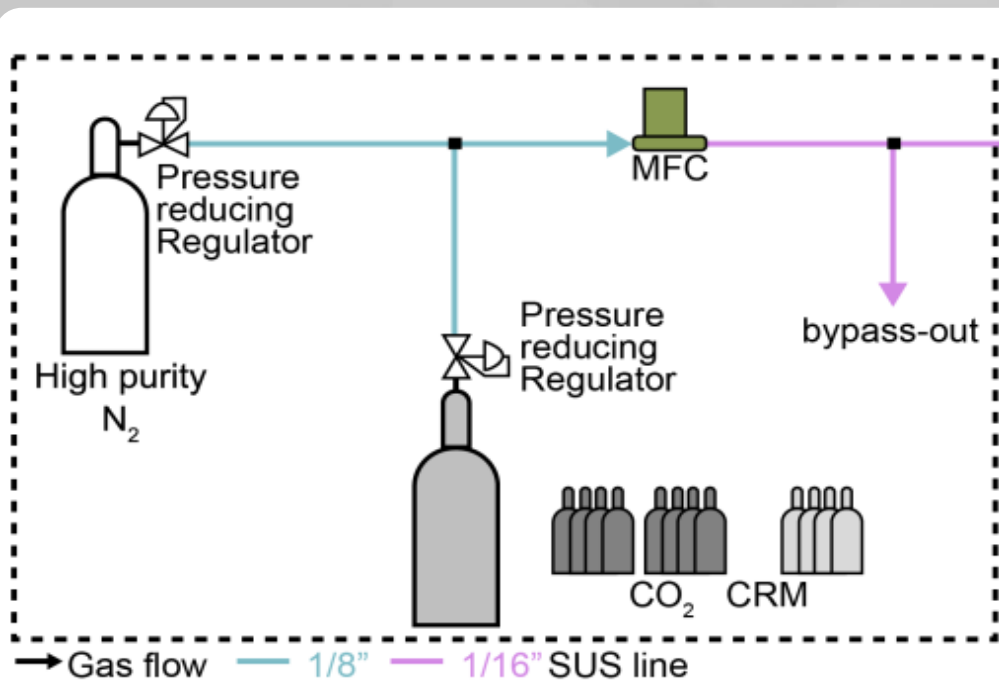 Pressure
reducing
Regulator
MFC
High purity
N₂
Pressure
reducing
Regulator
bypass-out
CO₂ CRM
Gas flow 1/8” 1/16” SUS line